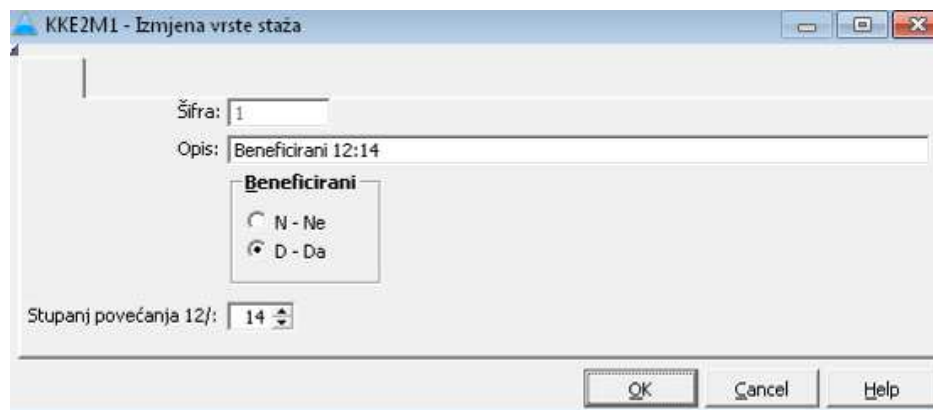 KKE2M1 - Izmjena vrste staža
Šifra: 1
Opis: Beneficirani 12:14
Beneficirani
N - Ne
D - Da
Stupanj povećanja 12/: 14
OK Cancel Help